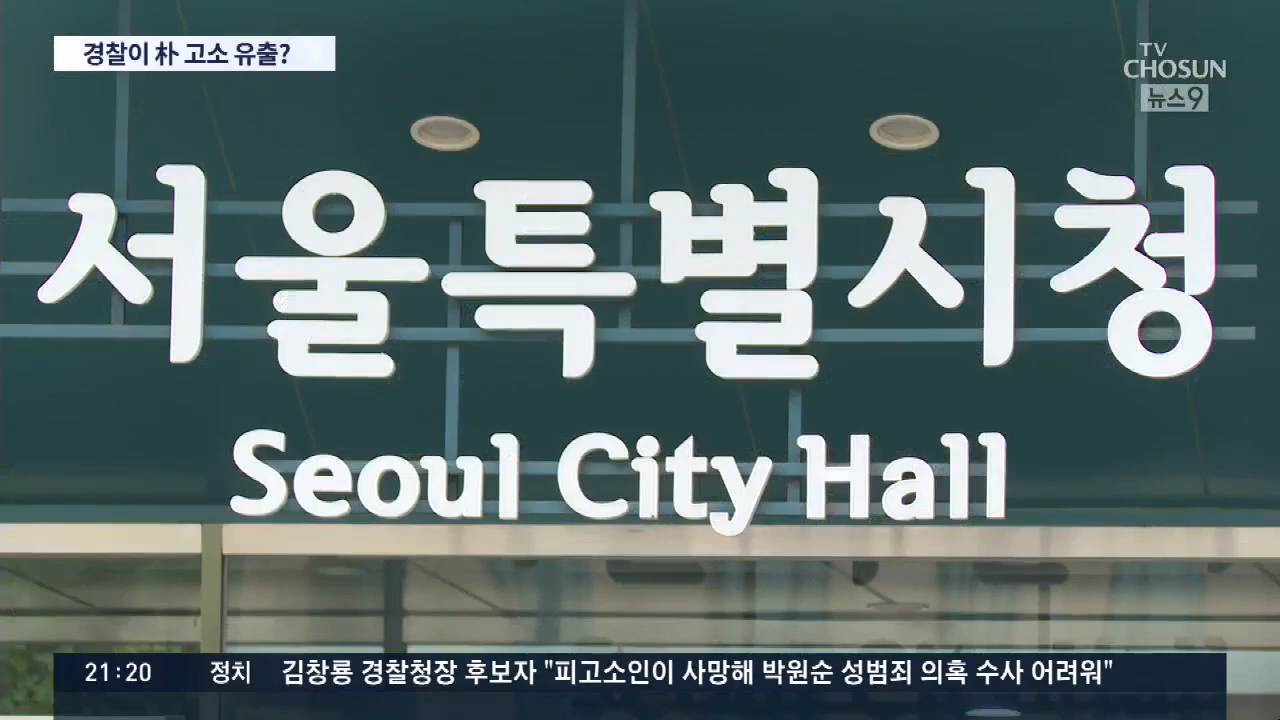 경찰이 朴 고소 유출?
TV
CHOSUN
뉴스9
서울특별시청
Seoul City Hall
21:20 정치 김창룡 경찰청장 후보자 "피고소인이 사망해 박원순 성범죄 의혹 수사 어려워"